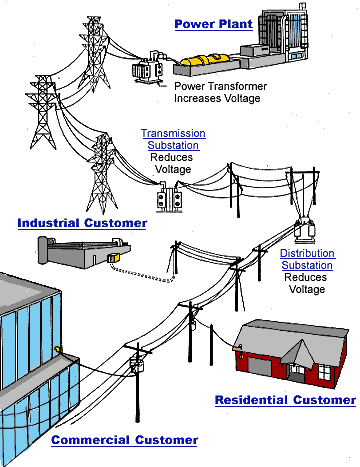 Power Plant
Power Transformer
Increases Voltage
Transmission
Substation
Reduces
Voltage
Industrial Customer
Distribution
Substation
Reduces
Voltage
Residential Customer
Commercial Customer